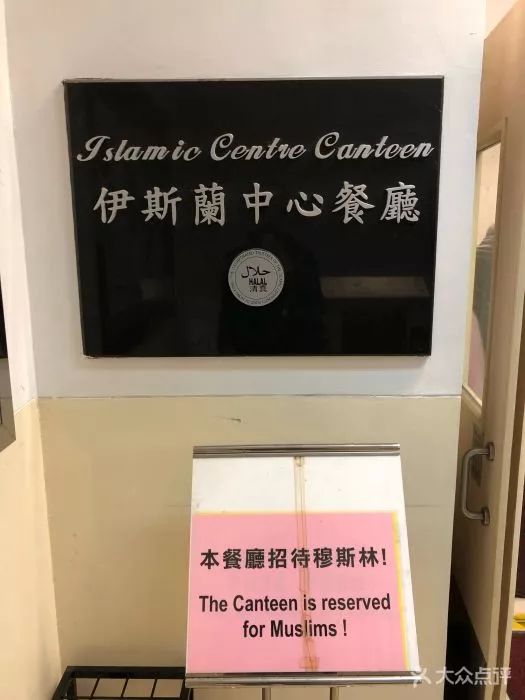 Islamic Centre Canteen
伊斯蘭中心餐廳
حلال
HALAL
清真
本餐廳招待穆斯林!
The Canteen is reserved
for Muslims !
大众点评